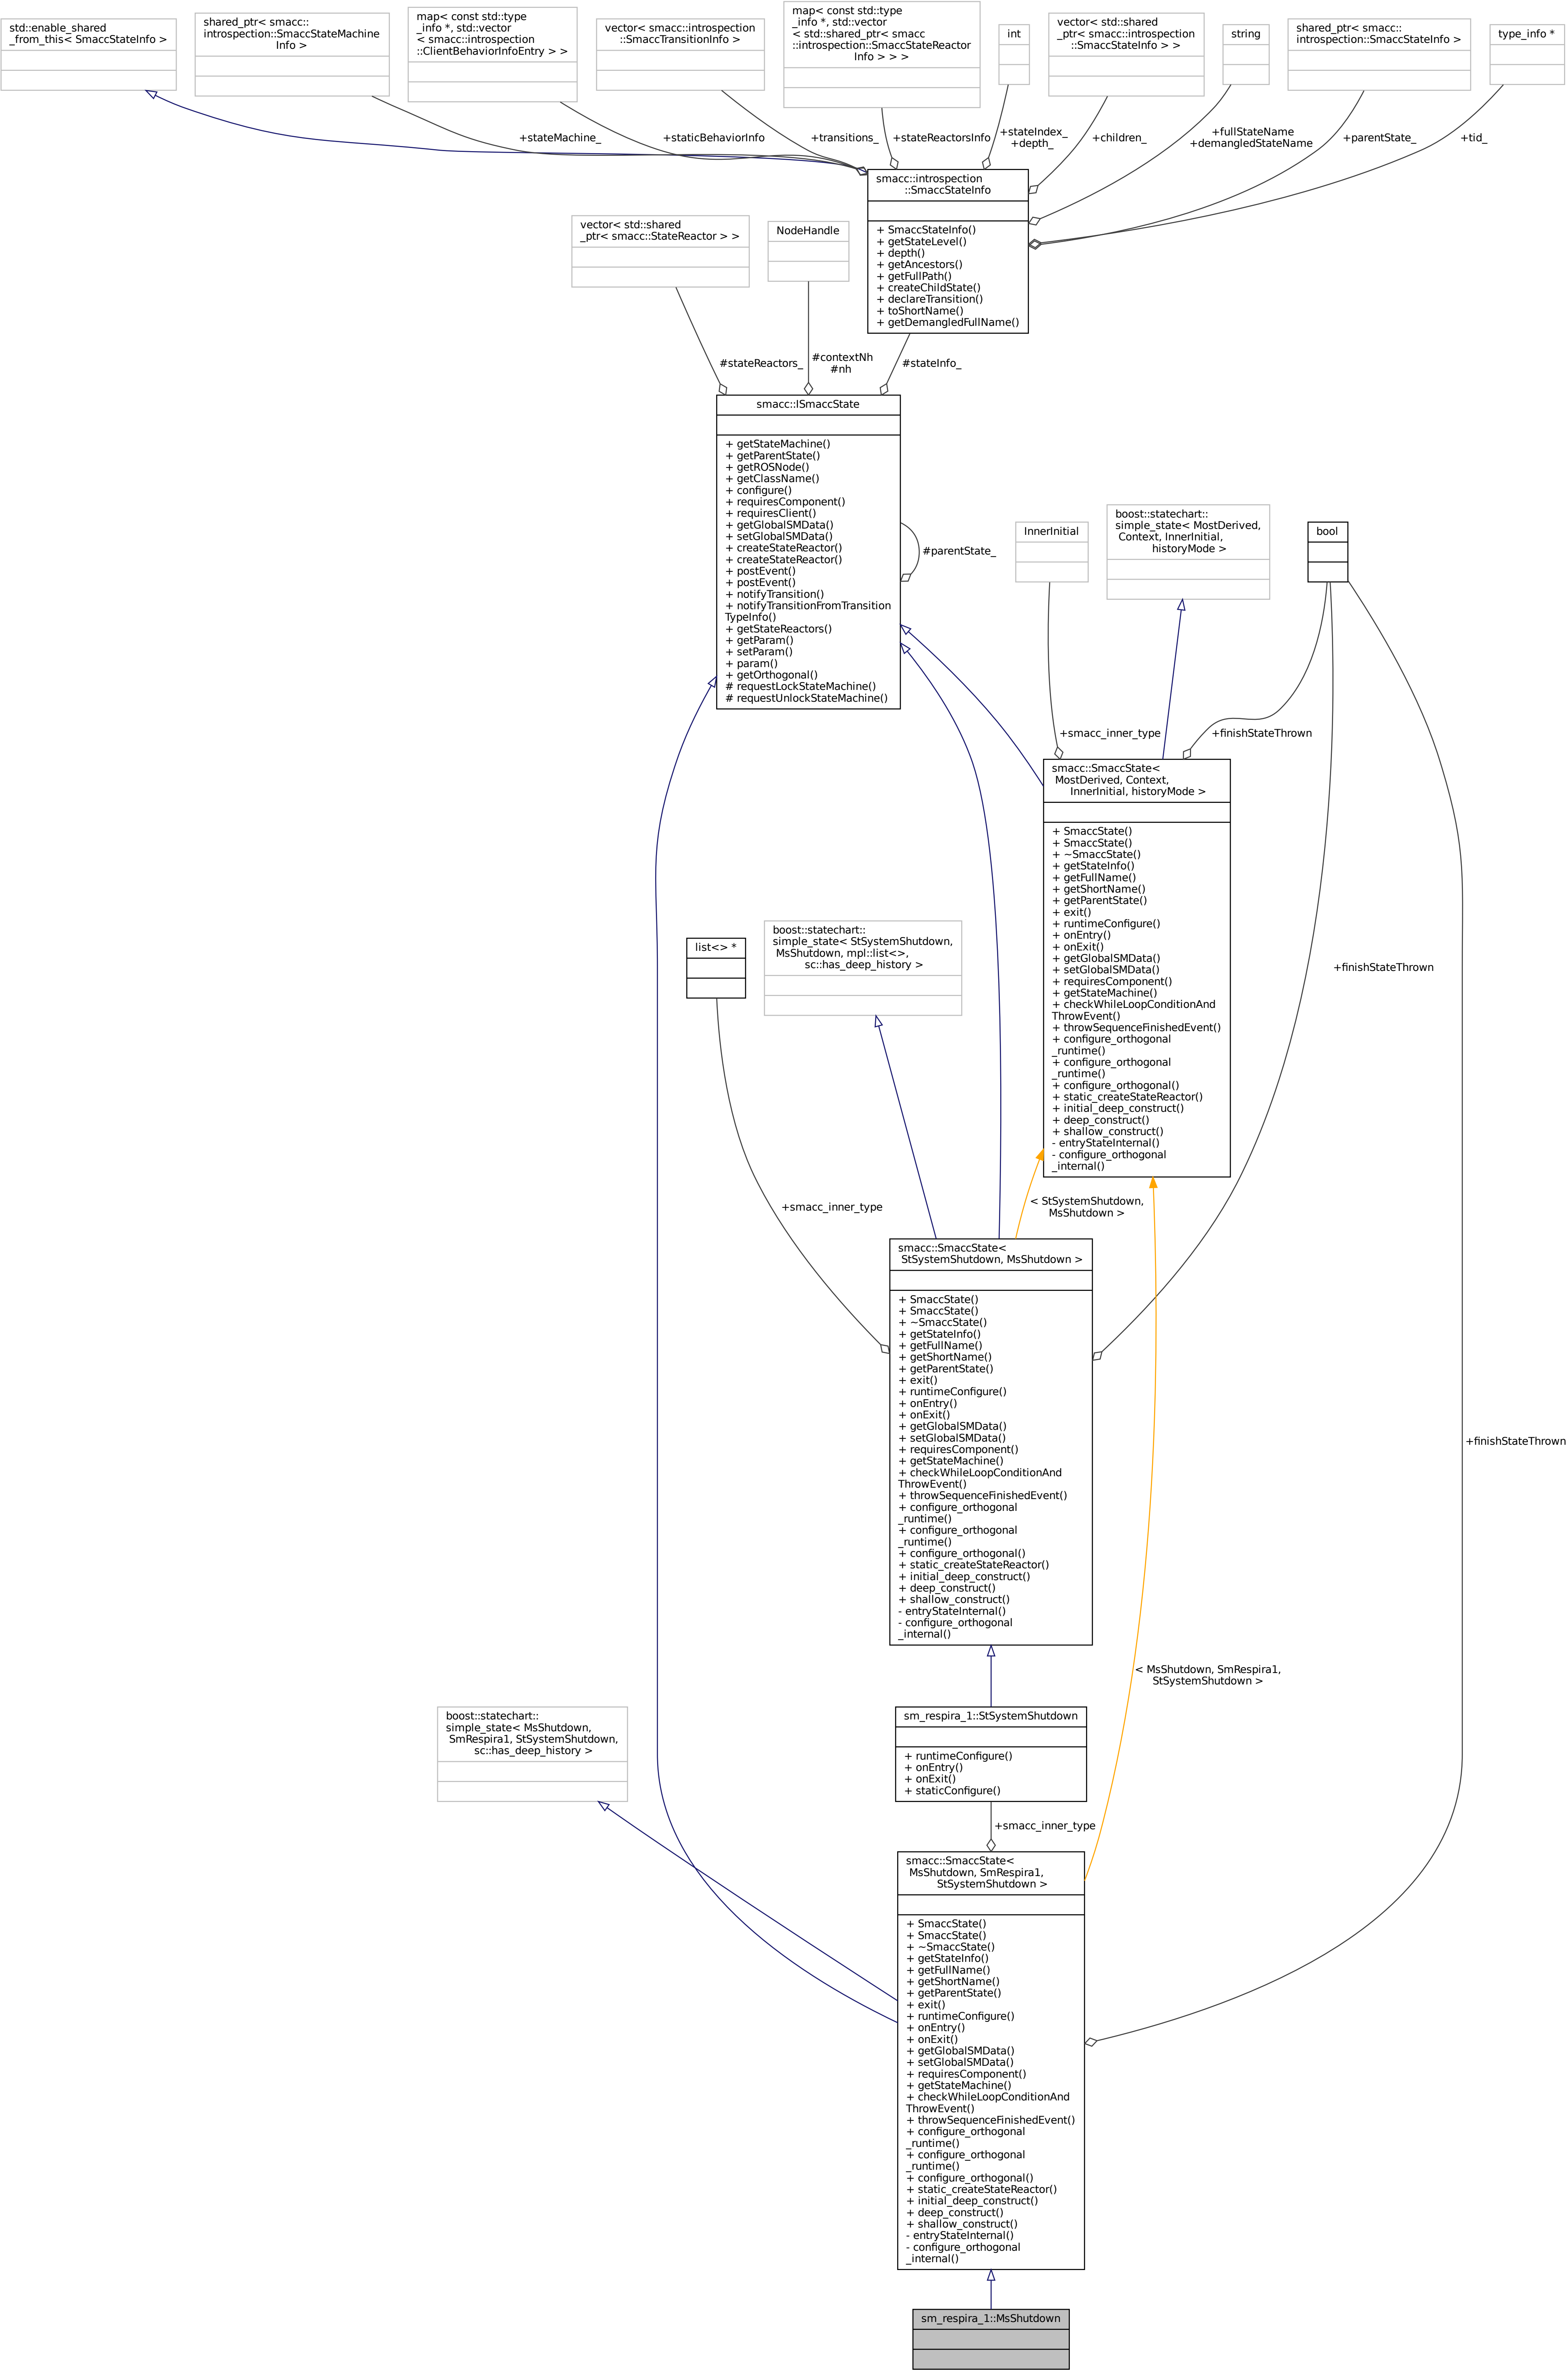 std::enable_shared
_from_this< SmaccStateInfo >
shared_ptr< smacc::
introspection::SmaccStateMachine
Info >
map< const std::type
_info *, std::vector
< smacc::introspection
::ClientBehaviorInfoEntry > >
vector< smacc::introspection
::SmaccTransitionInfo >
map< const std::type
_info *, std::vector
< std::shared_ptr< smacc
::introspection::SmaccStateReactor
Info > > >
int
vector< std::shared
_ptr< smacc::introspection
::SmaccStateInfo > >
string
shared_ptr< smacc::
introspection::SmaccStateInfo >
type_info *
+stateMachine_
+staticBehaviorInfo
+transitions_
+stateReactorsInfo
+stateIndex_
+depth_
+children_
+fullStateName
+demangledStateName
+parentState_
+tid_
smacc::introspection
::SmaccStateInfo
+ SmaccStateInfo()
+ getStateLevel()
+ depth()
+ getAncestors()
+ getFullPath()
+ createChildState()
+ declareTransition()
+ toShortName()
+ getDemangledFullName()
vector< std::shared
_ptr< smacc::StateReactor > >
NodeHandle
#stateReactors_
#contextNh
#nh
#stateInfo_
smacc::ISmaccState
+ getStateMachine()
+ getParentState()
+ getROSNode()
+ getClassName()
+ configure()
+ requiresComponent()
+ requiresClient()
+ getGlobalSMData()
+ setGlobalSMData()
+ createStateReactor()
+ createStateReactor()
+ postEvent()
+ postEvent()
+ notifyTransition()
+ notifyTransitionFromTransition
TypeInfo()
+ getStateReactors()
+ getParam()
+ setParam()
+ param()
+ getOrthogonal()
# requestLockStateMachine()
# requestUnlockStateMachine()
#parentState_
InnerInitial
boost::statechart::
simple_state< MostDerived,
Context, InnerInitial,
historyMode >
bool
+smacc_inner_type
+finishStateThrown
smacc::SmaccState<
MostDerived, Context,
InnerInitial, historyMode >
+ SmaccState()
+ SmaccState()
+ ~SmaccState()
+ getStateInfo()
+ getFullName()
+ getShortName()
+ getParentState()
+ exit()
+ runtimeConfigure()
+ onEntry()
+ onExit()
+ getGlobalSMData()
+ setGlobalSMData()
+ requiresComponent()
+ getStateMachine()
+ checkWhileLoopConditionAnd
ThrowEvent()
+ throwSequenceFinishedEvent()
+ configure_orthogonal
_runtime()
+ configure_orthogonal
_runtime()
+ configure_orthogonal()
+ static_createStateReactor()
+ initial_deep_construct()
+ deep_construct()
+ shallow_construct()
- entryStateInternal()
- configure_orthogonal
_internal()
list<> *
boost::statechart::
simple_state< StSystemShutdown,
MsShutdown, mpl::list<>,
sc::has_deep_history >
+finishStateThrown
+smacc_inner_type
< StSystemShutdown,
MsShutdown >
smacc::SmaccState<
StSystemShutdown, MsShutdown >
+ SmaccState()
+ SmaccState()
+ ~SmaccState()
+ getStateInfo()
+ getFullName()
+ getShortName()
+ getParentState()
+ exit()
+ runtimeConfigure()
+ onEntry()
+ onExit()
+ getGlobalSMData()
+ setGlobalSMData()
+ requiresComponent()
+ getStateMachine()
+ checkWhileLoopConditionAnd
ThrowEvent()
+ throwSequenceFinishedEvent()
+ configure_orthogonal
_runtime()
+ configure_orthogonal
_runtime()
+ configure_orthogonal()
+ static_createStateReactor()
+ initial_deep_construct()
+ deep_construct()
+ shallow_construct()
- entryStateInternal()
- configure_orthogonal
_internal()
+finishStateThrown
< MsShutdown, SmRespira1,
StSystemShutdown >
boost::statechart::
simple_state< MsShutdown,
SmRespira1, StSystemShutdown,
sc::has_deep_history >
sm_respira_1::StSystemShutdown
+ runtimeConfigure()
+ onEntry()
+ onExit()
+ staticConfigure()
+smacc_inner_type
smacc::SmaccState<
MsShutdown, SmRespira1,
StSystemShutdown >
+ SmaccState()
+ SmaccState()
+ ~SmaccState()
+ getStateInfo()
+ getFullName()
+ getShortName()
+ getParentState()
+ exit()
+ runtimeConfigure()
+ onEntry()
+ onExit()
+ getGlobalSMData()
+ setGlobalSMData()
+ requiresComponent()
+ getStateMachine()
+ checkWhileLoopConditionAnd
ThrowEvent()
+ throwSequenceFinishedEvent()
+ configure_orthogonal
_runtime()
+ configure_orthogonal
_runtime()
+ configure_orthogonal()
+ static_createStateReactor()
+ initial_deep_construct()
+ deep_construct()
+ shallow_construct()
- entryStateInternal()
- configure_orthogonal
_internal()
sm_respira_1::MsShutdown